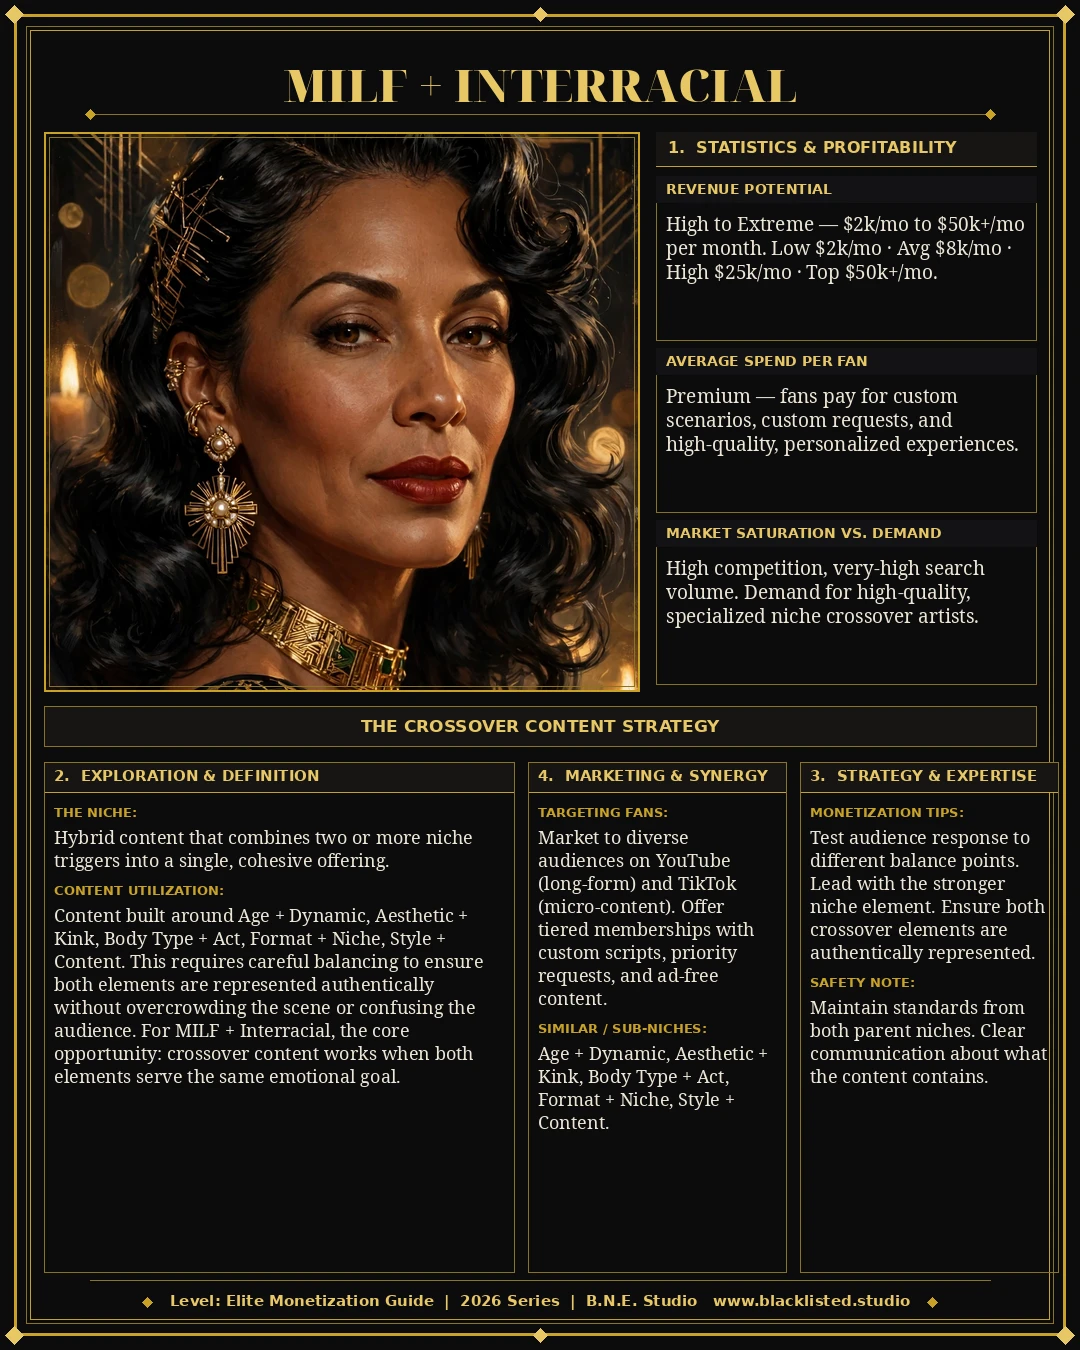 MILF + INTERRACIAL
1. STATISTICS & PROFITABILITY
REVENUE POTENTIAL
High to Extreme — $2k/mo to $50k+/mo
per month. Low $2k/mo · Avg $8k/mo ·
High $25k/mo · Top $50k+/mo.
AVERAGE SPEND PER FAN
Premium — fans pay for custom
scenarios, custom requests, and
high-quality, personalized experiences.
MARKET SATURATION VS. DEMAND
High competition, very-high search
volume. Demand for high-quality,
specialized niche crossover artists.
THE CROSSOVER CONTENT STRATEGY
2. EXPLORATION & DEFINITION
THE NICHE:
Hybrid content that combines two or more niche
triggers into a single, cohesive offering.
CONTENT UTILIZATION:
Content built around Age + Dynamic, Aesthetic +
Kink, Body Type + Act, Format + Niche, Style +
Content. This requires careful balancing to ensure
both elements are represented authentically
without overcrowding the scene or confusing the
audience. For MILF + Interracial, the core
opportunity: crossover content works when both
elements serve the same emotional goal.
4. MARKETING & SYNERGY
TARGETING FANS:
Market to diverse
audiences on YouTube
(long-form) and TikTok
(micro-content). Offer
tiered memberships with
custom scripts, priority
requests, and ad-free
content.
SIMILAR / SUB-NICHES:
Age + Dynamic, Aesthetic +
Kink, Body Type + Act,
Format + Niche, Style +
Content.
3. STRATEGY & EXPERTISE
MONETIZATION TIPS:
Test audience response to
different balance points.
Lead with the stronger
niche element. Ensure both
crossover elements are
authentically represented.
SAFETY NOTE:
Maintain standards from
both parent niches. Clear
communication about what
the content contains.
Level: Elite Monetization Guide | 2026 Series | B.N.E. Studio www.blacklisted.studio